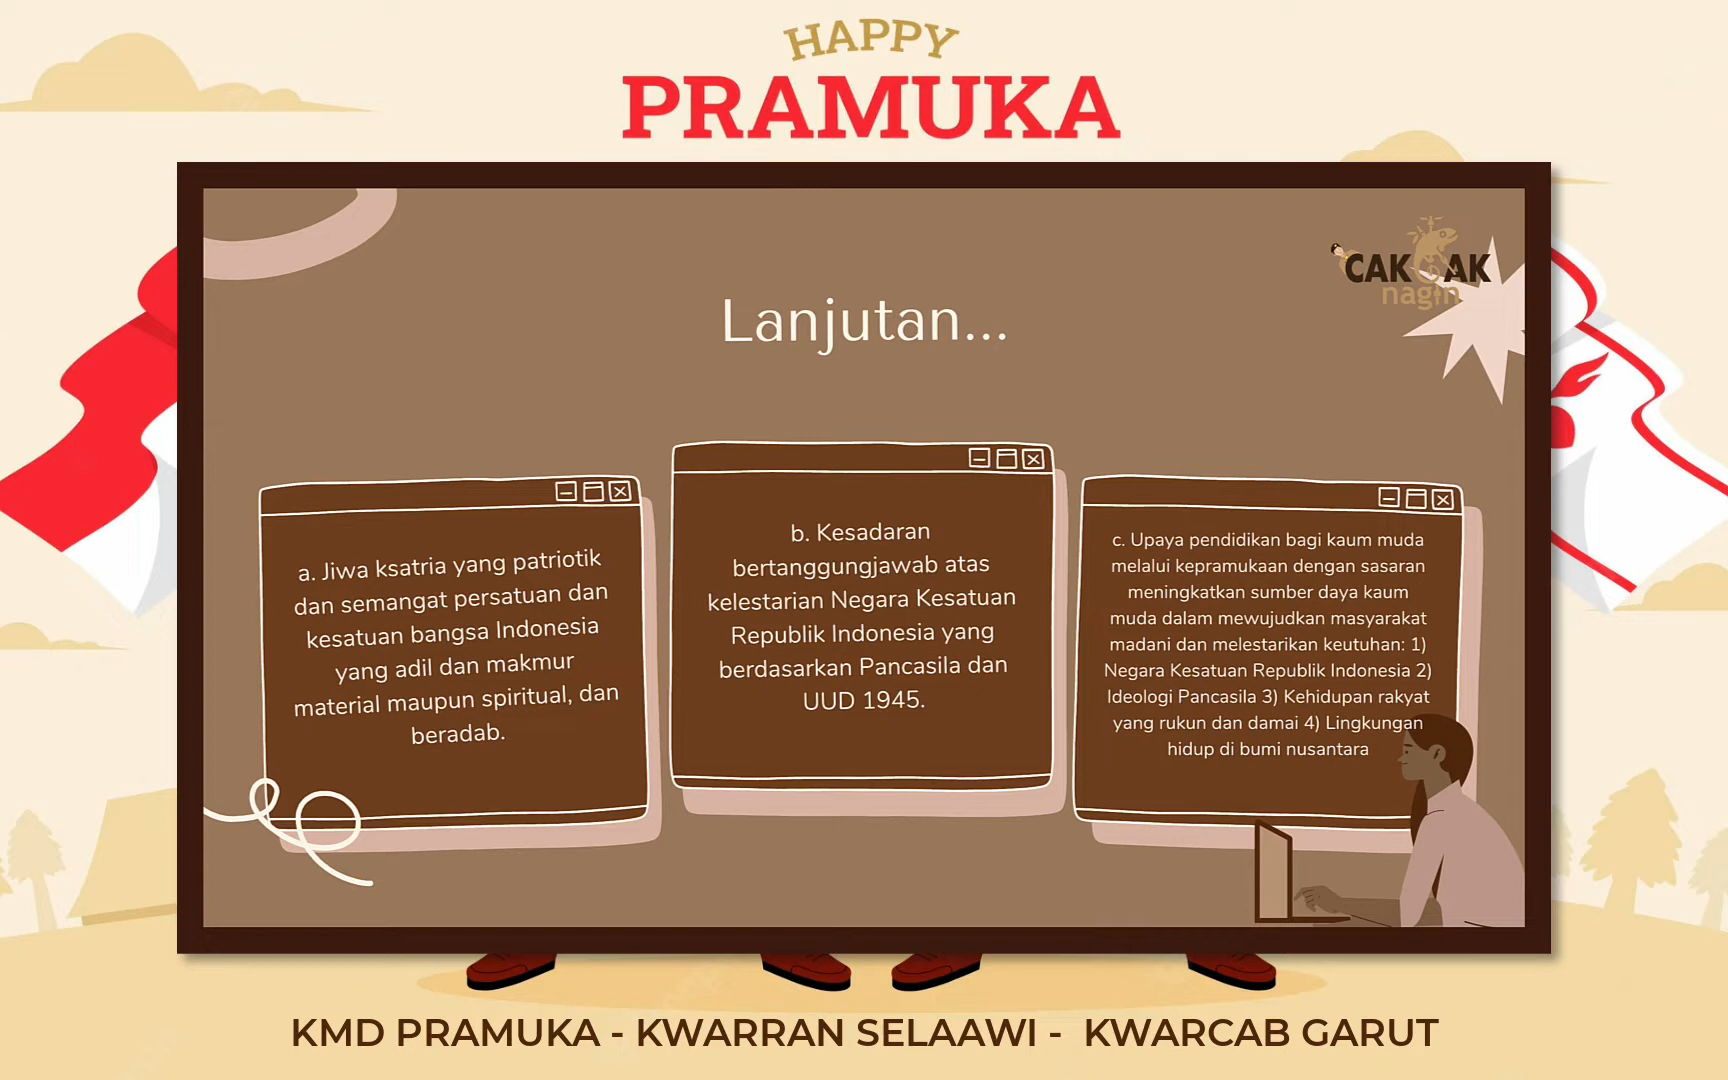 HAPPY
PRAMUKA
CAK AK
nagin
Lanjutan...
a. Jiwa ksatria yang patriotik
dan semangat persatuan dan
kesatuan bangsa Indonesia
yang adil dan makmur
material maupun spiritual, dan
beradab.
b. Kesadaran
bertanggungjawab atas
kelestarian Negara Kesatuan
Republik Indonesia yang
berdasarkan Pancasila dan
UUD 1945.
c. Upaya pendidikan bagi kaum muda
melalui kepramukaan dengan sasaran
meningkatkan sumber daya kaum
muda dalam mewujudkan masyarakat
madani dan melestarikan keutuhan: 1)
Negara Kesatuan Republik Indonesia 2)
Ideologi Pancasila 3) Kehidupan rakyat
yang rukun dan damai 4) Lingkungan
hidup di bumi nusantara
KMD PRAMUKA - KWARRAN SELAAWI - KWARCAB GARUT